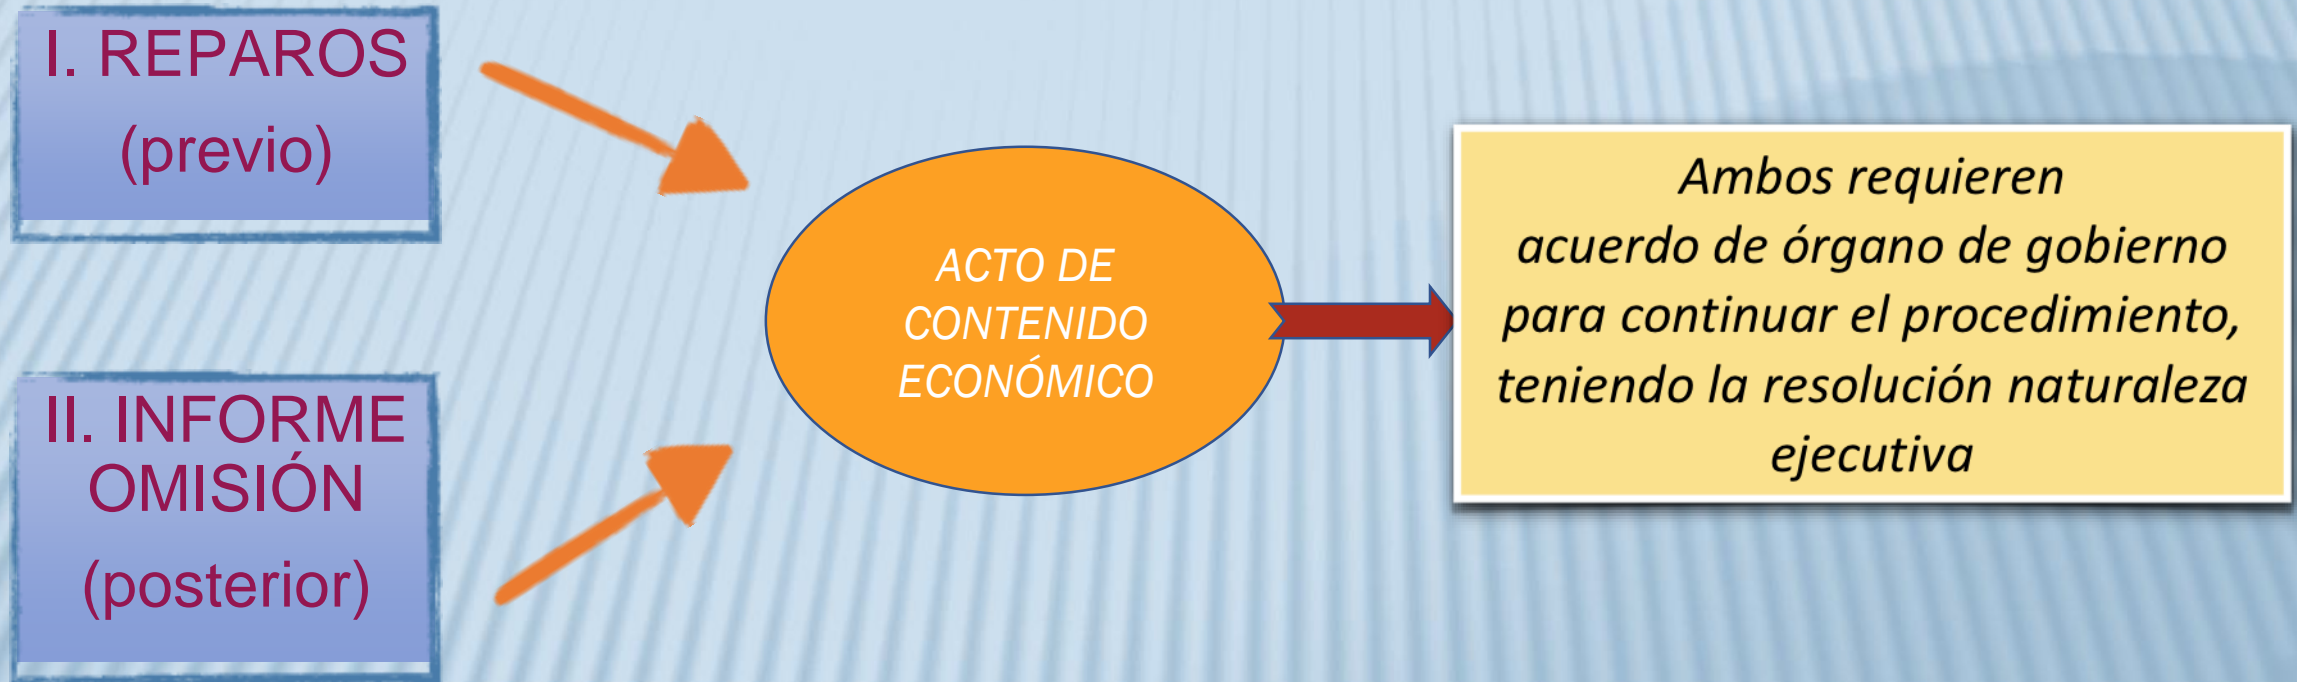 I. REPAROS
(previo)
II. INFORME
OMISIÓN
(posterior)
ACTO DE
CONTENIDO
ECONÓMICO
Ambos requieren
acuerdo de órgano de gobierno
para continuar el procedimiento,
teniendo la resolución naturaleza
ejecutiva